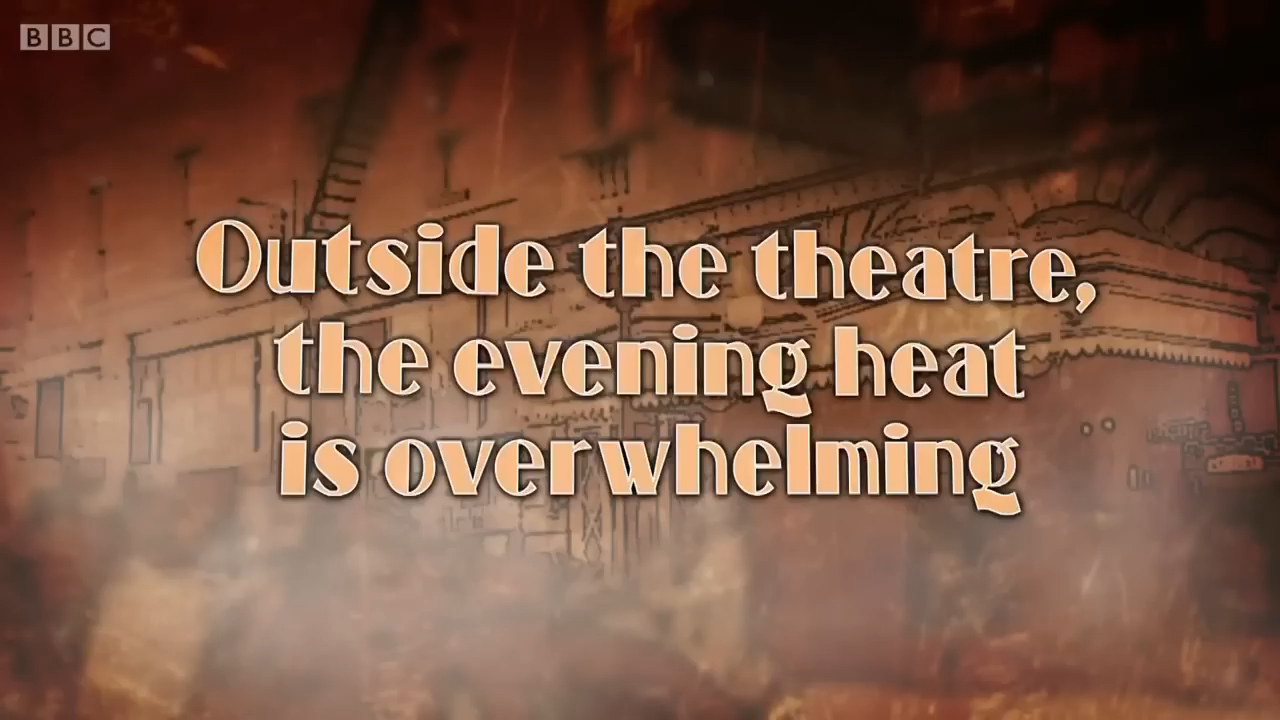 BBC
Outside the theatre,
the evening heat
is overwhelming